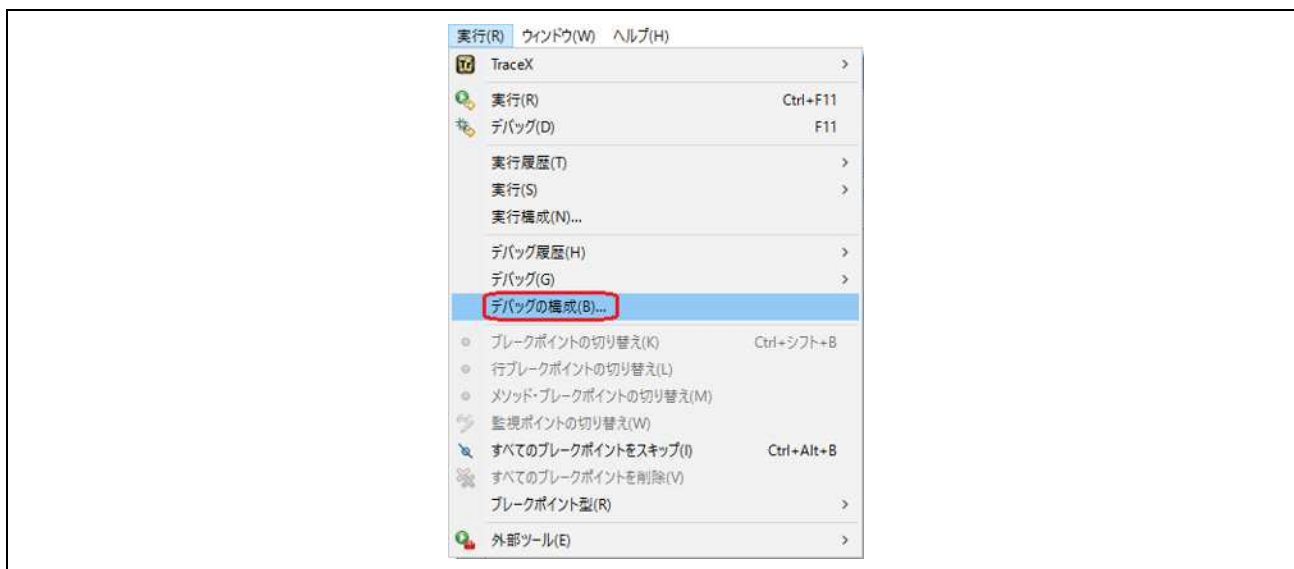 実行(R) ウィンドウ(W) ヘルプ(H)
Tr TraceX >
実行(R) Ctrl+F11
デバッグ(D) F11
実行履歴(T) >
実行(S) >
実行構成(N)...
デバッグ履歴(H) >
デバッグ(G) >
デバッグの構成(B)...
ブレークポイントの切り替え(K) Ctrl+シフト+B
行ブレークポイントの切り替え(L)
メソッド・ブレークポイントの切り替え(M)
監視ポイントの切り替え(W)
すべてのブレークポイントをスキップ(I) Ctrl+Alt+B
すべてのブレークポイントを削除(V)
ブレークポイント型(R) >
外部ツール(E) >